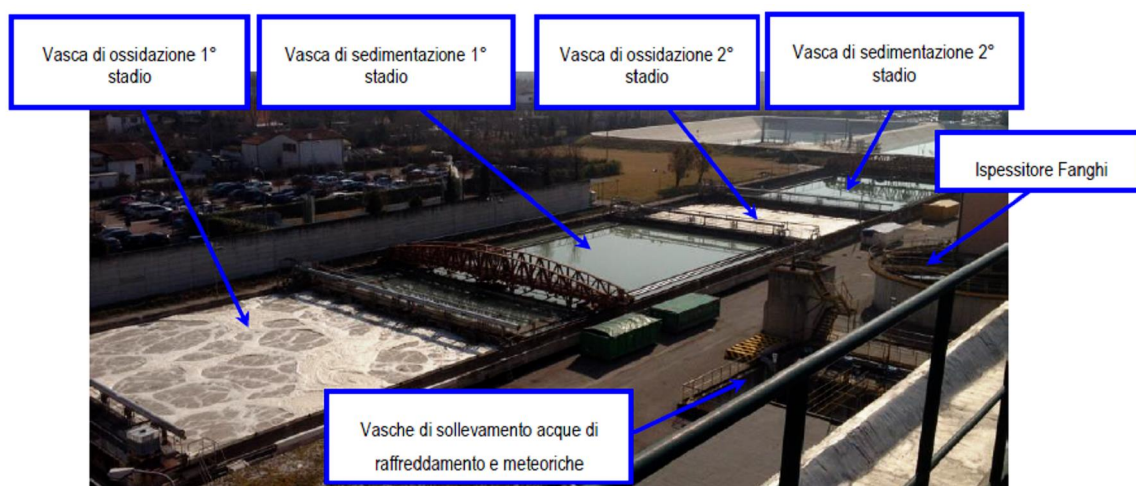 Vasca di ossidazione 1°
stadio
Vasca di sedimentazione 1°
stadio
Vasca di ossidazione 2°
stadio
Vasca di sedimentazione 2°
stadio
Ispessitore Fanghi
Vasche di sollevamento acque di
raffreddamento e meteoriche